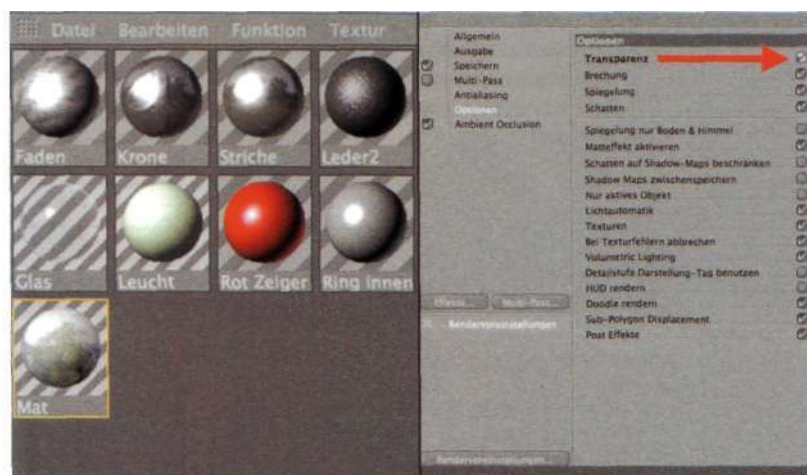 Datei Bearbeiten Funktion Textur
Faden Krone Striche Leder2
Glas Leucht Rot Zeiger Ring innen
Mat
Allgemein
Ausgabe
Speichern
Multi-Pass
Antialiasing
Optionen
Ambient Occlusion
Effekte... Multi-Pass...
Rendervoreinstellungen
Rendervoreinstellungen...
Optionen
Transparenz
Brechung
Spiegelung
Schatten
Spiegelung nur Boden & Himmel
Matteffekt aktivieren
Schatten auf Shadow-Maps beschränken
Shadow Maps zwischenspeichern
Nur aktives Objekt
Lichtautomatik
Texturen
Bei Texturfehlern abbrechen
Volumetric Lighting
Detailstufe Darstellung-Tag benutzen
HUD rendern
Doodle rendern
Sub-Polygon Displacement
Post Effekte